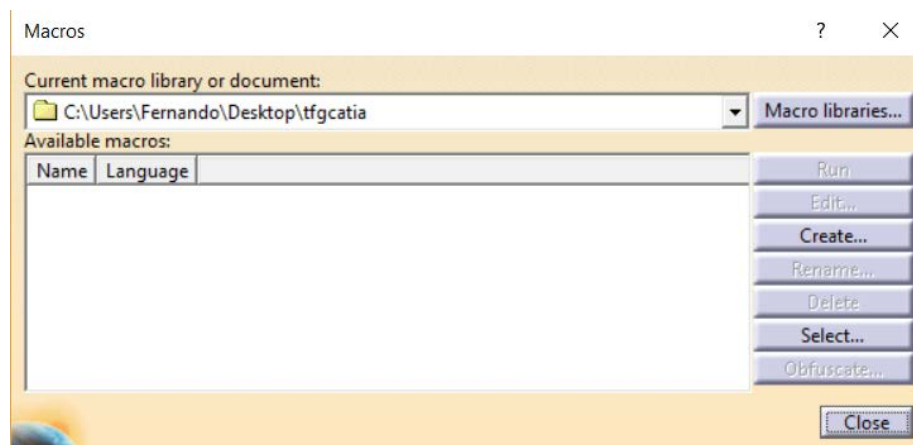 Macros
Current macro library or document:
C:\Users\Fernando\Desktop\tfgcatia
Macro libraries...
Available macros:
Name Language
Run
Edit...
Create...
Rename...
Delete
Select...
Obfuscate...
Close